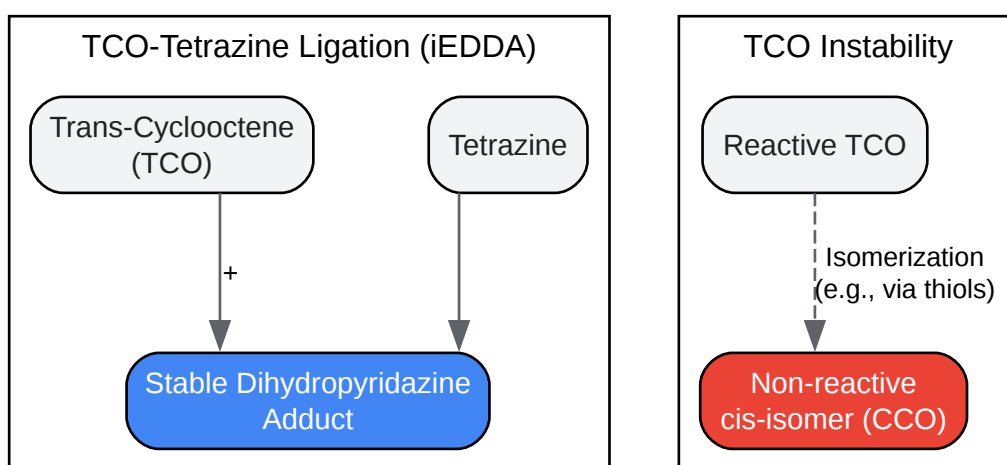 TCO-Tetrazine Ligation (iEDDA)
Trans-Cyclooctene
(TCO)
Tetrazine
+
Stable Dihydropyridazine
Adduct
TCO Instability
Reactive TCO
Isomerization
(e.g., via thiols)
Non-reactive
cis-isomer (CCO)